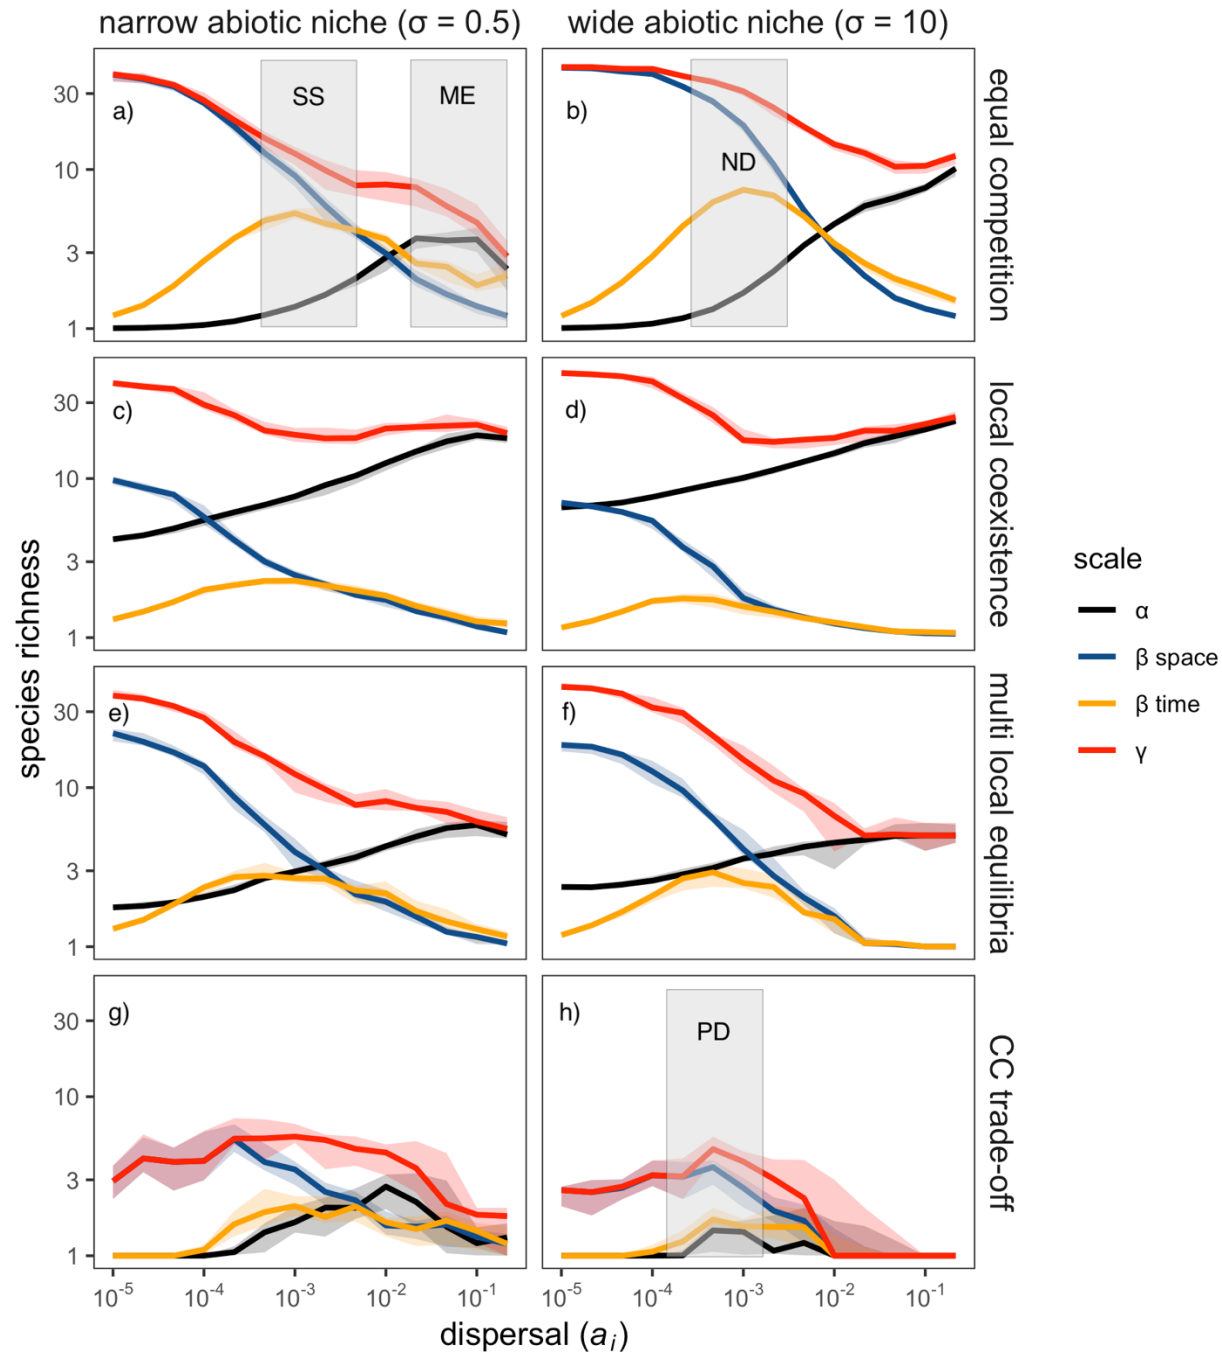 narrow abiotic niche (σ = 0.5)
wide abiotic niche (σ = 10)
a)
SS
ME
b)
ND
equal competition
30
10
3
1
c)
d)
local coexistence
30
10
3
1
e)
f)
multi local equilibria
30
10
3
1
g)
h)
PD
CC trade-off
30
10
3
1
species richness
10⁻⁵ 10⁻⁴ 10⁻³ 10⁻² 10⁻¹
10⁻⁵ 10⁻⁴ 10⁻³ 10⁻² 10⁻¹
dispersal (aᵢ)
scale
α
β space
β time
γ